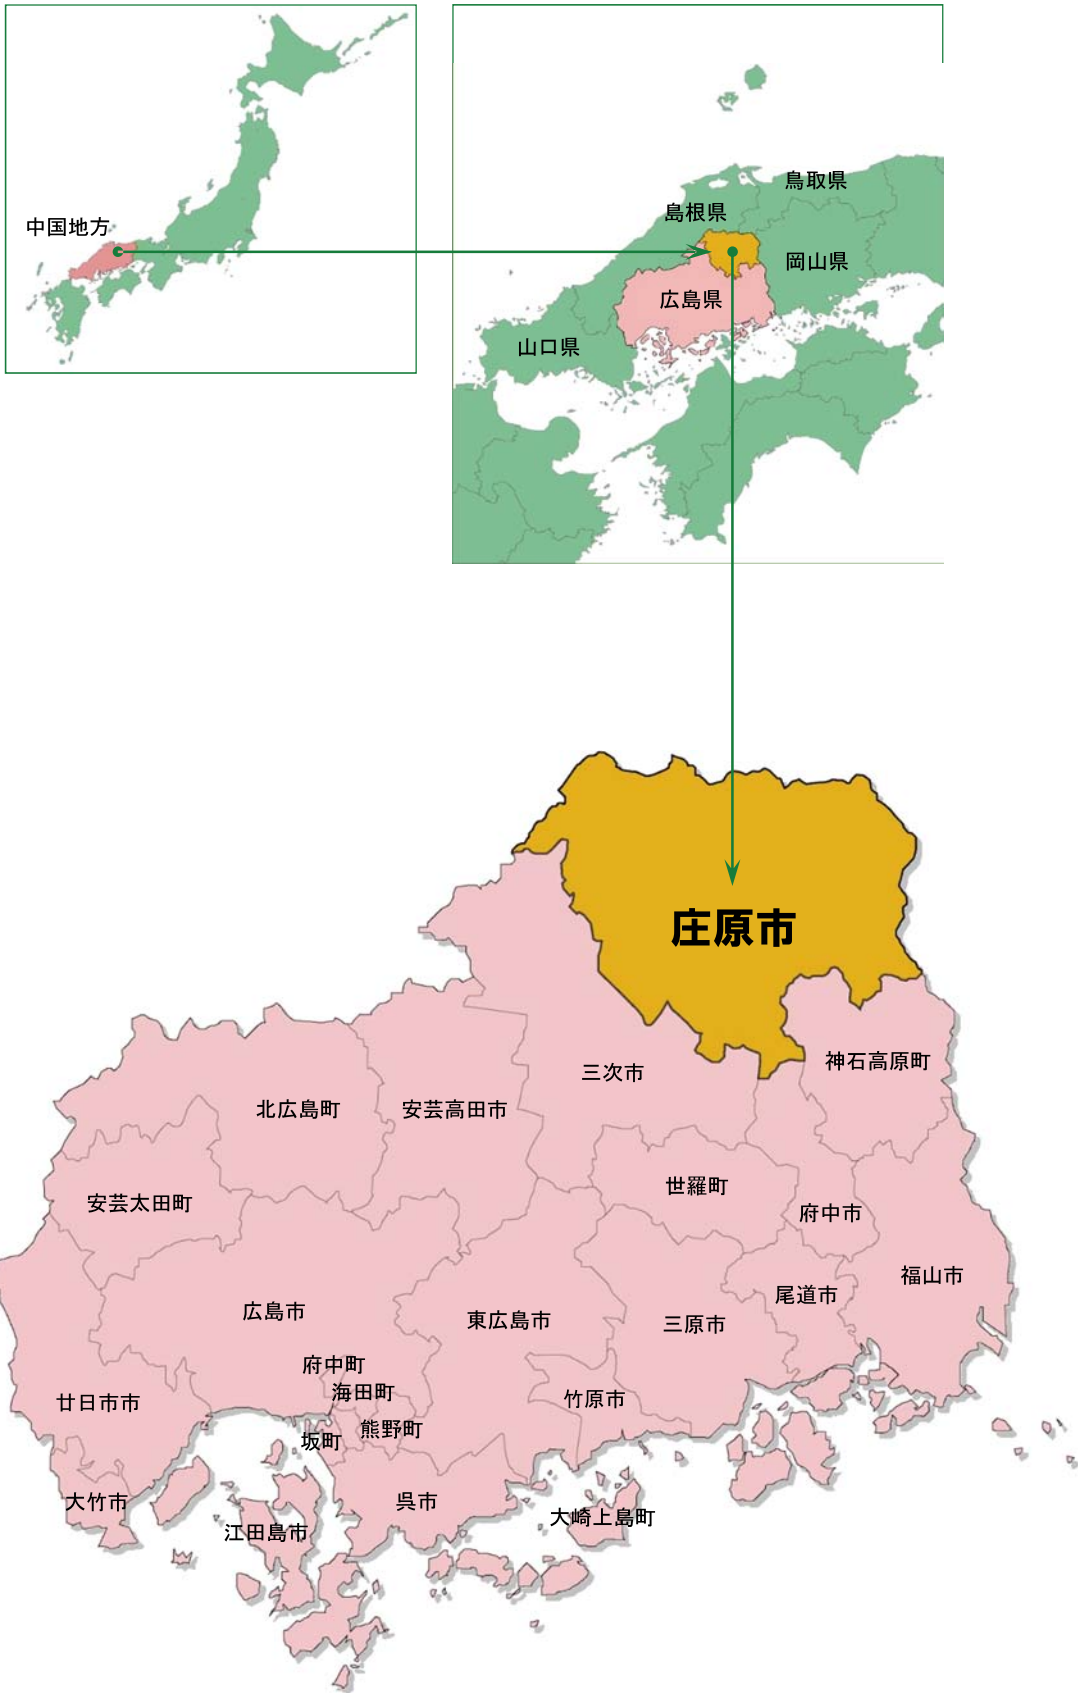 中国地方
鳥取県
島根県
岡山県
広島県
山口県
庄原市
神石高原町
三次市
北広島町
安芸高田市
世羅町
安芸太田町
府中市
福山市
尾道市
広島市
東広島市
三原市
府中町
海田町
竹原市
廿日市市
熊野町
坂町
大竹市
呉市
大崎上島町
江田島市